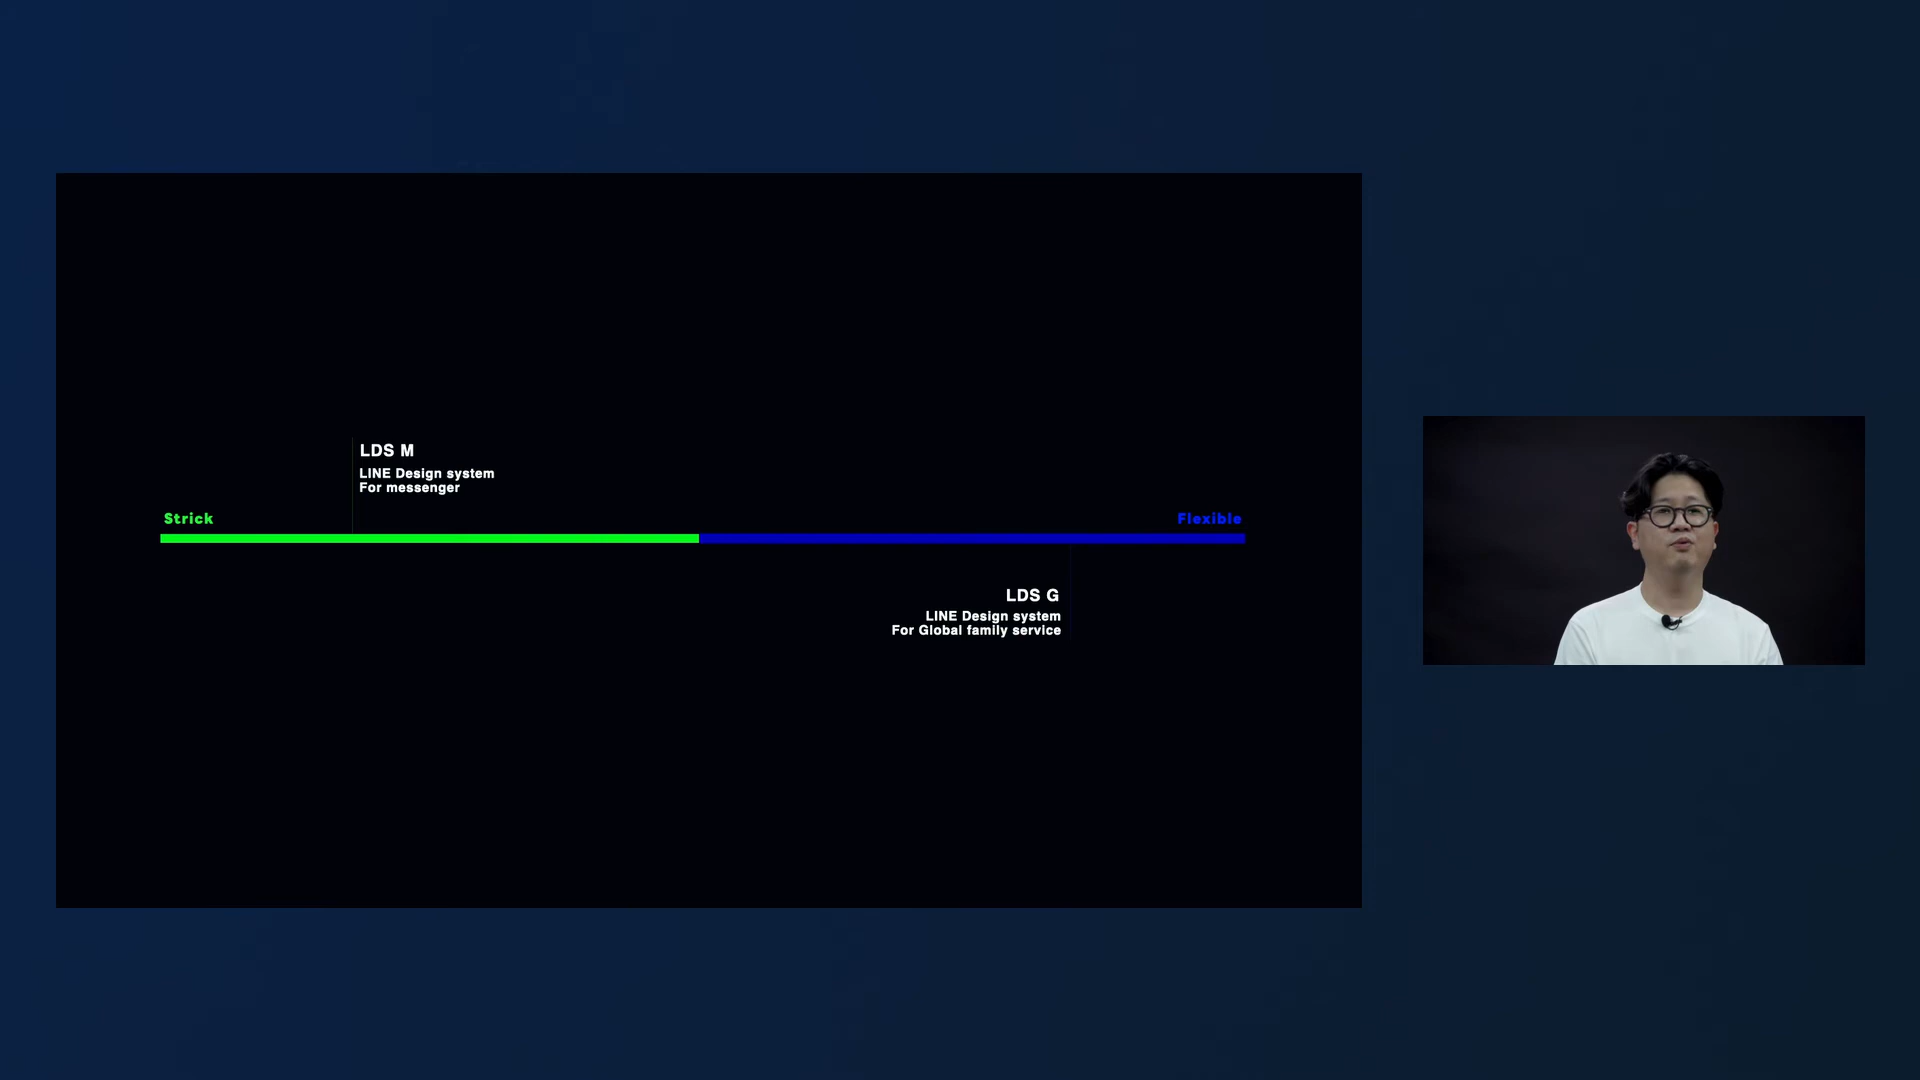 LDS M
LINE Design system
For messenger
Strick
Flexible
LDS G
LINE Design system
For Global family service